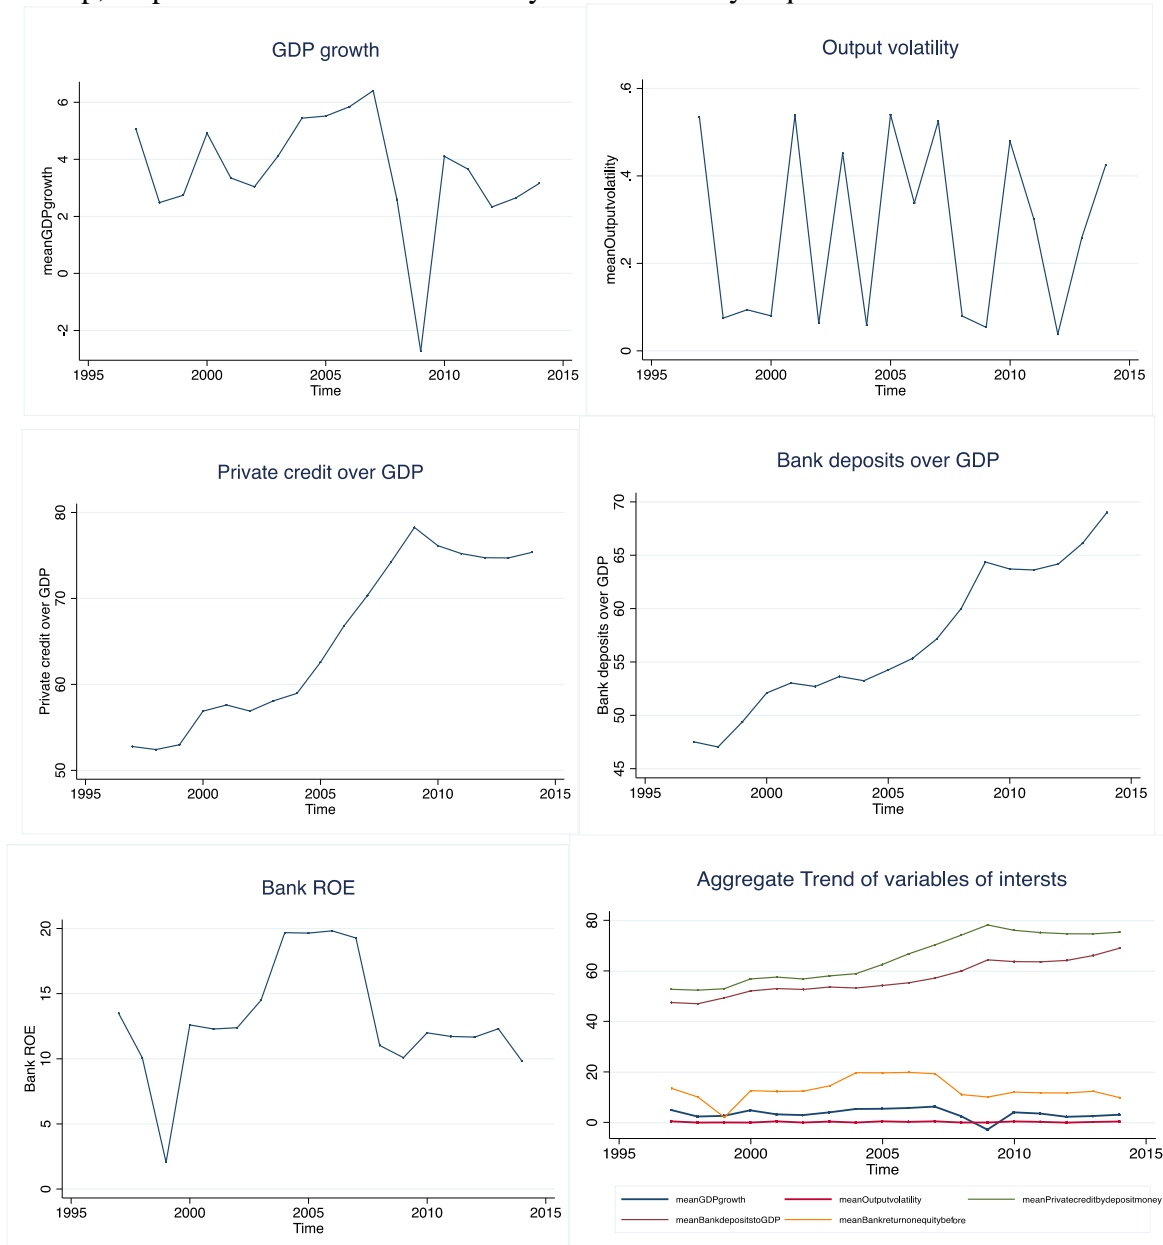 GDP growth
meanGDPgrowth
6
4
2
0
-2
1995 2000 2005 2010 2015
Time
Output volatility
meanOutputvolatility
.6
.4
.2
0
1995 2000 2005 2010 2015
Time
Private credit over GDP
Private credit over GDP
80
70
60
50
1995 2000 2005 2010 2015
Time
Bank deposits over GDP
Bank deposits over GDP
70
65
60
55
50
45
1995 2000 2005 2010 2015
Time
Bank ROE
Bank ROE
20
15
10
5
0
1995 2000 2005 2010 2015
Time
Aggregate Trend of variables of intersts
80
60
40
20
0
1995 2000 2005 2010 2015
Time
meanGDPgrowth meanOutputvolatility meanPrivatecreditbydepositmoney
meanBankdepositstoGDP meanBankreturnonequitybefore